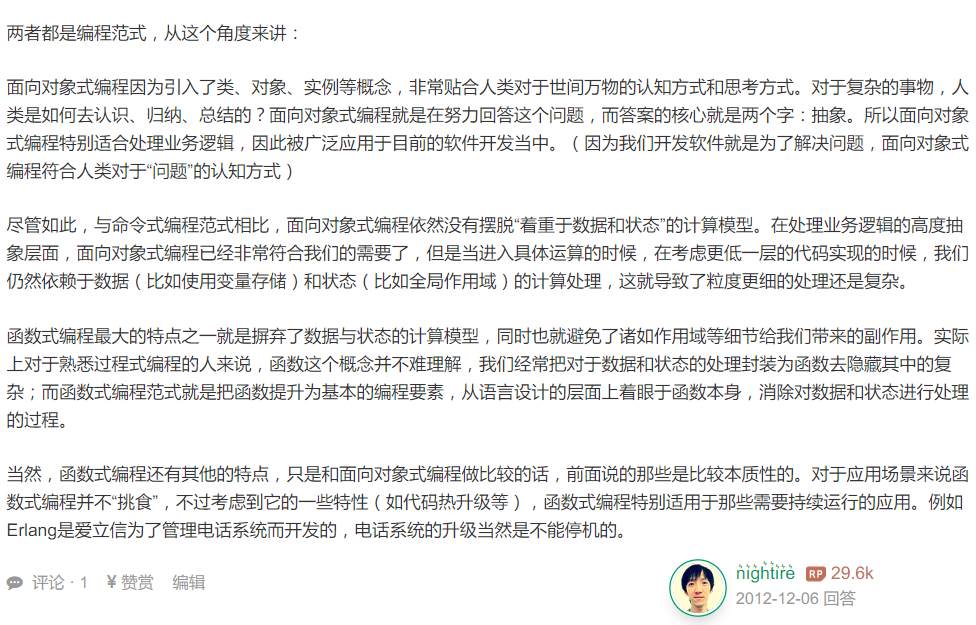 两者都是编程范式，从这个角度来讲：
面向对象式编程因为引入了类、对象、实例等概念，非常贴合人类对于世间万物的认知方式和思考方式。对于复杂的事物，人
类是如何去认识、归纳、总结的？面向对象式编程就是在努力回答这个问题，而答案的核心就是两个字：抽象。所以面向对象
式编程特别适合处理业务逻辑，因此被广泛应用于目前的软件开发当中。（因为我们开发软件就是为了解决问题，面向对象式
编程符合人类对于“问题”的认知方式）
尽管如此，与命令式编程范式相比，面向对象式编程依然没有摆脱“着重于数据和状态”的计算模型。在处理业务逻辑的高度抽
象层面，面向对象式编程已经非常符合我们的需要了，但是当进入具体运算的时候，在考虑更低一层的代码实现的时候，我们
仍然依赖于数据（比如使用变量存储）和状态（比如全局作用域）的计算处理，这就导致了粒度更细的处理还是复杂。
函数式编程最大的特点之一就是摒弃了数据与状态的计算模型，同时也就避免了诸如作用域等细节给我们带来的副作用。实际
上对于熟悉过程式编程的人来说，函数这个概念并不难理解，我们经常把对于数据和状态的处理封装为函数去隐藏其中的复
杂；而函数式编程范式就是把函数提升为基本的编程要素，从语言设计的层面上着眼于函数本身，消除对数据和状态进行处理
的过程。
当然，函数式编程还有其他的特点，只是和面向对象式编程做比较的话，前面说的那些是比较本质性的。对于应用场景来说函
数式编程并不“挑食”，不过考虑到它的一些特性（如代码热升级等），函数式编程特别适用于那些需要持续运行的应用。例如
Erlang是爱立信为了管理电话系统而开发的，电话系统的升级当然是不能停机的。
评论 · 1 ¥ 赞赏 编辑
nightire RP 29.6k
2012-12-06 回答